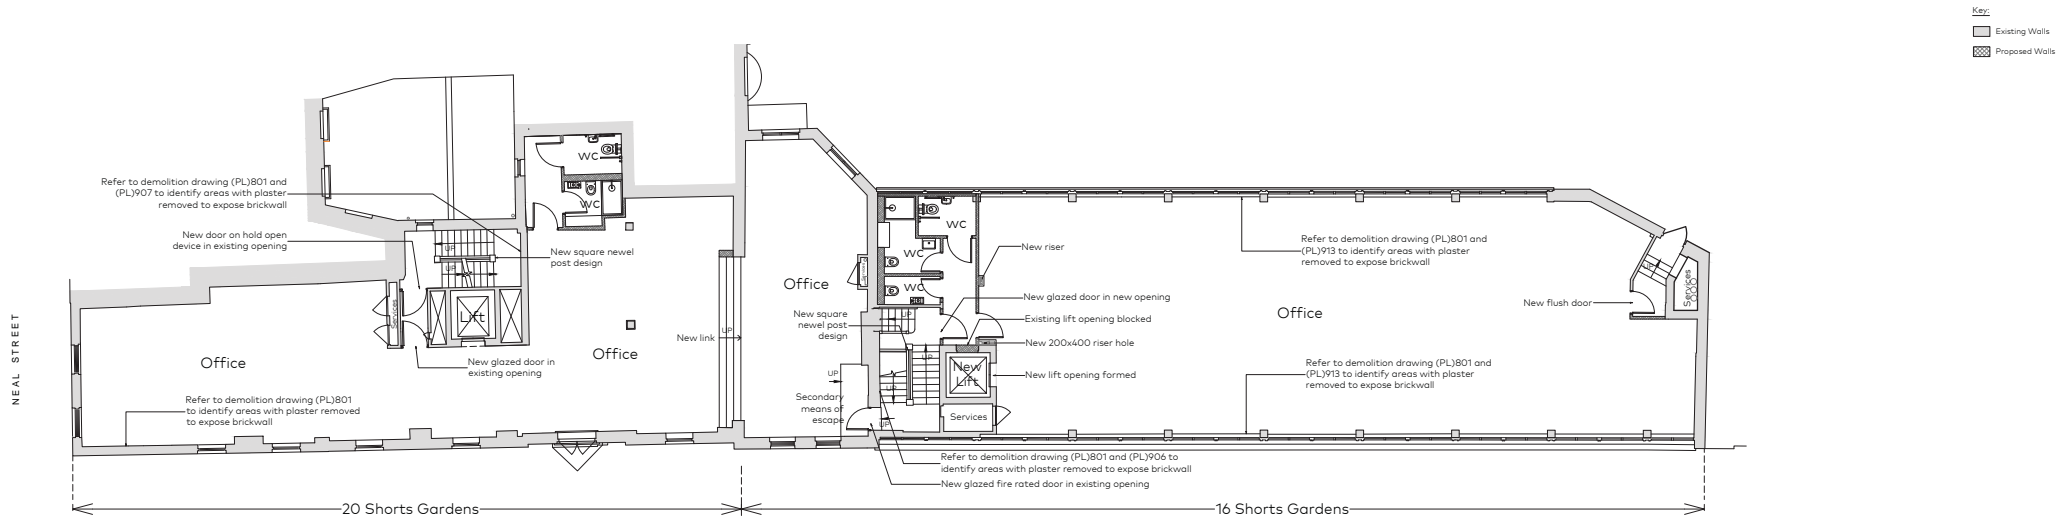 Key:
Existing Walls
Proposed Walls
NEAL STREET
Refer to demolition drawing (PL)801 and
(PL)907 to identify areas with plaster
removed to expose brickwall
New door on hold open
device in existing opening
WC
WC
UP
UP
New square newel
post design
Services
Lift
Office
New glazed door in
existing opening
Office
Refer to demolition drawing (PL)801
to identify areas with plaster removed
to expose brickwall
New link
UP
Office
New square
newel post
design
UP
Secondary
means of
escape
WC
WC
WC
UP
UP
UP
UP
New riser
New glazed door in new opening
Existing lift opening blocked
New 200x400 riser hole
New
Lift
New lift opening formed
Services
Refer to demolition drawing (PL)801 and
(PL)913 to identify areas with plaster
removed to expose brickwall
Office
New flush door
UP
Services
Refer to demolition drawing (PL)801 and
(PL)913 to identify areas with plaster
removed to expose brickwall
Refer to demolition drawing (PL)801 and (PL)906 to
identify areas with plaster removed to expose brickwall
New glazed fire rated door in existing opening
20 Shorts Gardens
16 Shorts Gardens